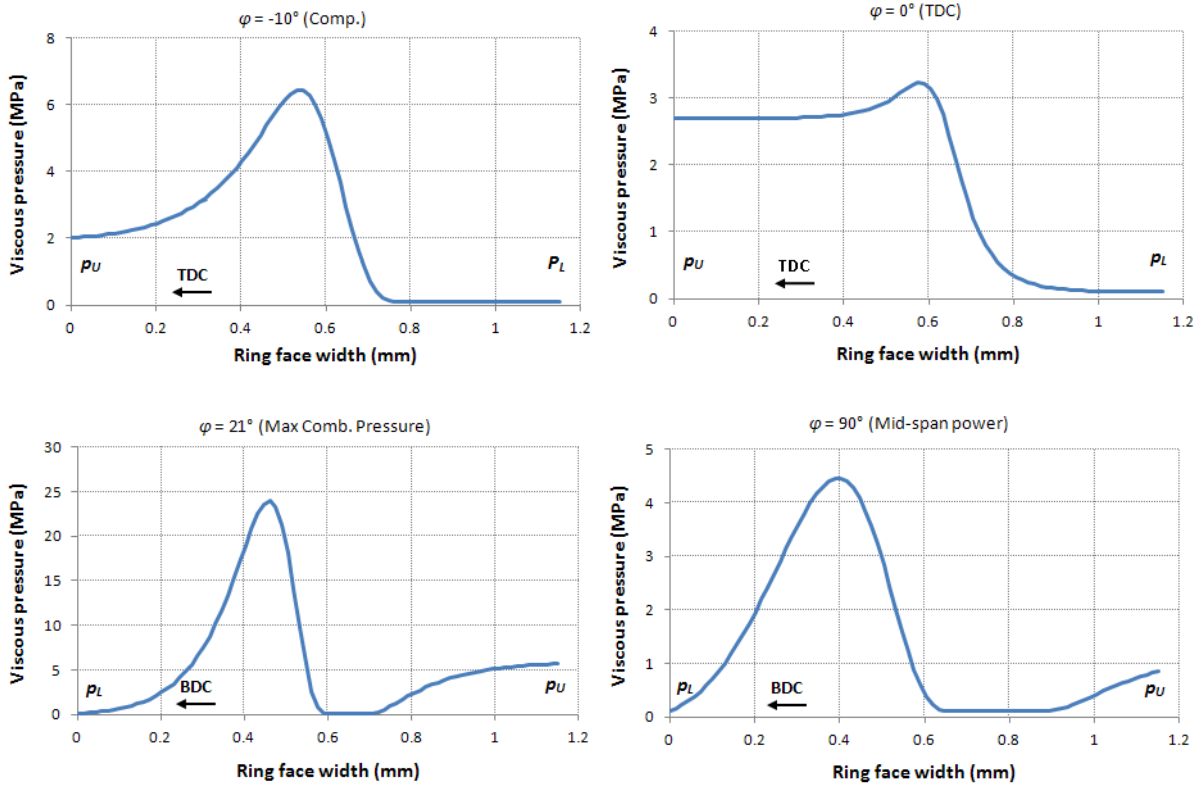 φ = -10° (Comp.)
Viscous pressure (MPa)
8
6
4
2
0
pU
PL
TDC
0 0.2 0.4 0.6 0.8 1 1.2
Ring face width (mm)
φ = 0° (TDC)
Viscous pressure (MPa)
4
3
2
1
0
pU
pL
TDC
0 0.2 0.4 0.6 0.8 1 1.2
Ring face width (mm)
φ = 21° (Max Comb. Pressure)
Viscous pressure (MPa)
30
25
20
15
10
5
0
pL
BDC
pU
0 0.2 0.4 0.6 0.8 1 1.2
Ring face width (mm)
φ = 90° (Mid-span power)
Viscous pressure (MPa)
5
4
3
2
1
0
pL
BDC
pU
0 0.2 0.4 0.6 0.8 1 1.2
Ring face width (mm)